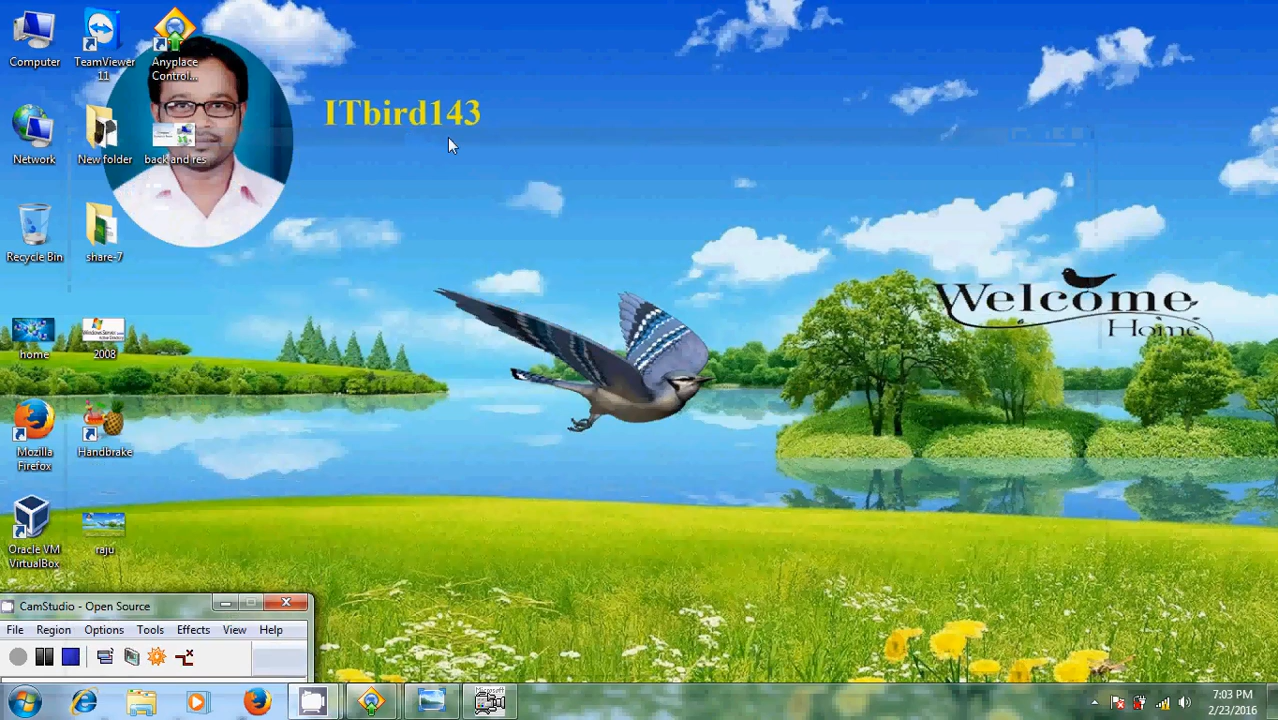 Computer
TeamViewer
11
Anyplace
Control...
ITbird143
Network
New folder
back and res
Recycle Bin
share-7
Welcome
Home
home
2008
Mozilla
Firefox
Handbrake
Oracle VM
VirtualBox
raju
CamStudio - Open Source
File Region Options Tools Effects View Help
7:03 PM
2/23/2016